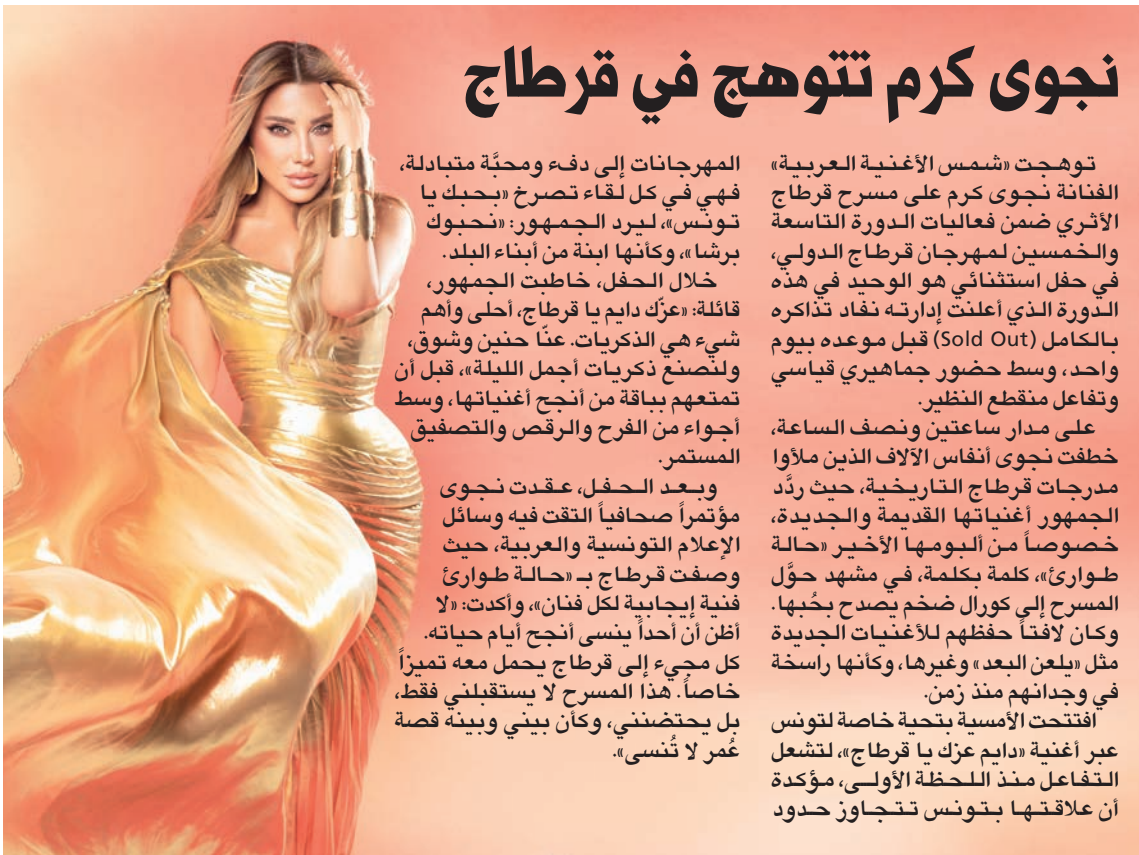 نجوى كرم تتوهج في قرطاج
توهجت «شمس الأغنية العربية»
الفنانة نجوى كرم على مسرح قرطاج
الأثري ضمن فعاليات الدورة التاسعة
والخمسين لمهرجان قرطاج الدولي،
في حفل استثنائي هو الوحيد في هذه
الدورة الذي أعلنت إدارته نفاد تذاكره
بالكامل (Sold Out) قبل موعده بيوم
واحد، وسط حضور جماهيري قياسي
وتفاعل منقطع النظير.
على مدار ساعتين ونصف الساعة،
خطفت نجوى أنفاس الآلاف الذين ملأوا
مدرجات قرطاج التاريخية، حيث ردَّد
الجمهور أغنياتها القديمة والجديدة،
خصوصاً من ألبومها الأخير «حالة
طوارئ»، كلمة بكلمة، في مشهد حوَّل
المسرح إلى كورال ضخم يصدح بحُبها.
وكان لافتاً حفظهم للأغنيات الجديدة
مثل «يلعن البعد» وغيرها، وكأنها راسخة
في وجدانهم منذ زمن.
افتتحت الأمسية بتحية خاصة لتونس
عبر أغنية «دايم عزك يا قرطاج»، لتشعل
التفاعل منذ اللحظة الأولى، مؤكدة
أن علاقتها بتونس تتجاوز حدود
المهرجانات إلى دفء ومحبَّة متبادلة،
فهي في كل لقاء تصرخ «بحبك يا
تونس»، ليرد الجمهور: «نحبوك
برشا»، وكأنها ابنة من أبناء البلد.
خلال الحفل، خاطبت الجمهور،
قائلة: «عزّك دايم يا قرطاج، أحلى وأهم
شيء هي الذكريات. عنّا حنين وشوق،
ولنصنع ذكريات أجمل الليلة»، قبل أن
تمتعهم بباقة من أنجح أغنياتها، وسط
أجواء من الفرح والرقص والتصفيق
المستمر.
وبعد الحفل، عقدت نجوى
مؤتمراً صحافياً التقت فيه وسائل
الإعلام التونسية والعربية، حيث
وصفت قرطاج بـ «حالة طوارئ
فنية إيجابية لكل فنان»، وأكدت: «لا
أظن أن أحداً ينسى أنجح أيام حياته.
كل مجيء إلى قرطاج يحمل معه تميزاً
خاصاً. هذا المسرح لا يستقبلني فقط،
بل يحتضنني، وكأن بيني وبينه قصة
عُمر لا تُنسى».